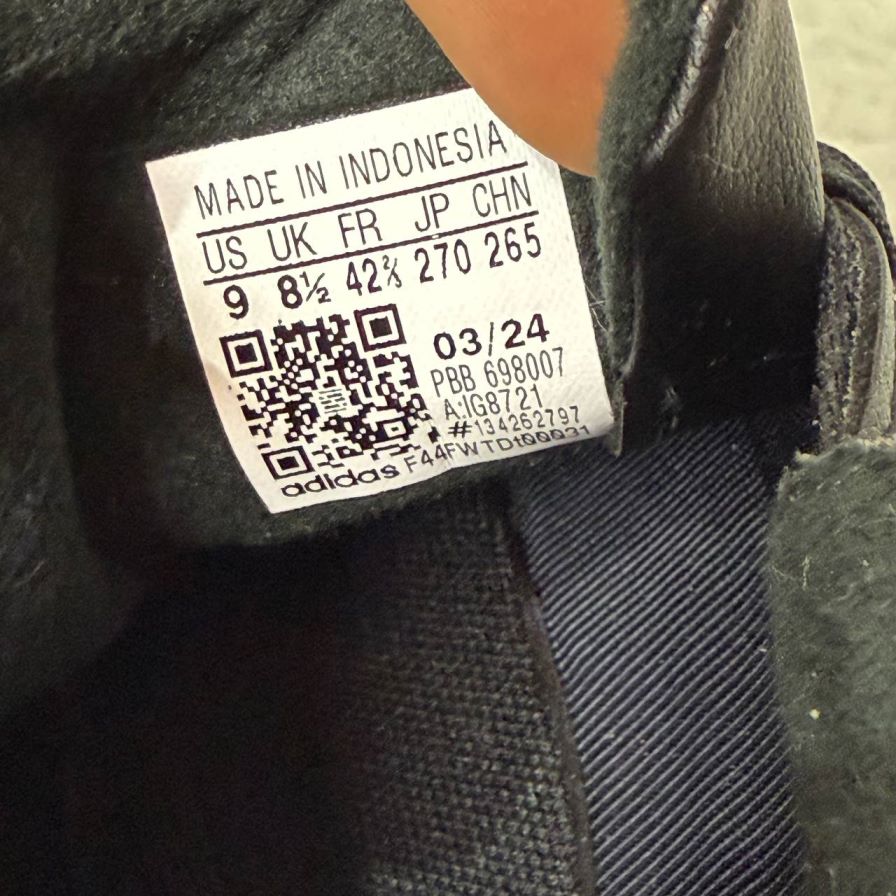 MADE IN INDONESIA
US UK FR JP CHN
9 8½ 42⅔ 270 265
03/24
PBB 698007
A:IG8721
#134262797
adidas F44FWTDt00031